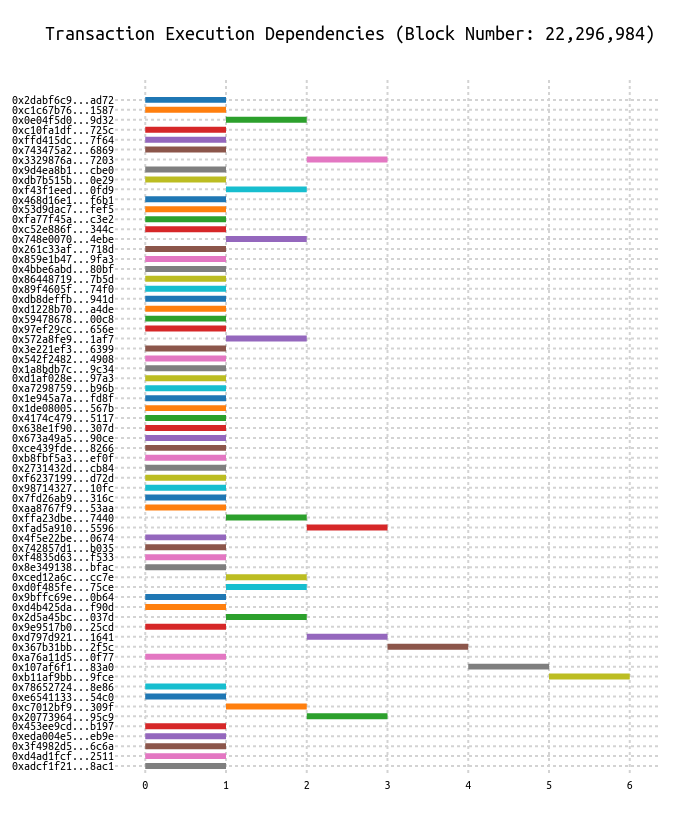 Transaction Execution Dependencies (Block Number: 22,296,984)
0x2dabf6c9...ad72
0xc1c67b76...1587
0x0e04f5d0...9d32
0xc10fa1df...725c
0xffd415dc...7f64
0x743475a2...6869
0x3329876a...7203
0x9d4ea8b1...cbe0
0xdb7b515b...0e29
0xf43f1eed...0fd9
0x468d16e1...f6b1
0x53d9dac7...fef5
0xfa77f45a...c3e2
0xc52e886f...344c
0x748e0070...4ebe
0x261c33af...718d
0x859e1b47...9fa3
0x4bbe6abd...80bf
0x86448719...7b5d
0x89f4605f...74f0
0xdb8deffb...941d
0xd1228b70...a4de
0x59478678...00c8
0x97ef29cc...656e
0x572a8fe9...1af7
0x3e221ef3...6399
0x542f2482...4908
0x1a8bdb7c...9c34
0xd1af028e...97a3
0xa7298759...b96b
0x1e945a7a...fd8f
0x1de08005...567b
0x4174c479...5117
0x638e1f90...307d
0x673a49a5...90ce
0xce439fde...8266
0xb8fbf5a3...ef0f
0x2731432d...cb84
0xf6237199...d72d
0x98714327...10fc
0x7fd26ab9...316c
0xaa8767f9...53aa
0xffa23dbe...7440
0xfad5a910...5596
0x4f5e22be...0674
0x742857d1...b035
0xf4835d63...f533
0x8e349138...bfac
0xced12a6c...cc7e
0xd0f485fe...75ce
0x9bffc69e...0b64
0xd4b425da...f90d
0x2d5a45bc...037d
0x9e9517b0...25cd
0xd797d921...1641
0x367b31bb...2f5c
0xa76a11d5...0f77
0x107af6f1...83a0
0xb11af9bb...9fce
0x78652724...8e86
0xe6541133...54c0
0xc7012bf9...309f
0x20773964...95c9
0x453ee9cd...b197
0xeda004e5...eb9e
0x3f4982d5...6c6a
0xd4ad1fcf...2511
0xadcf1f21...8ac1
0 1 2 3 4 5 6